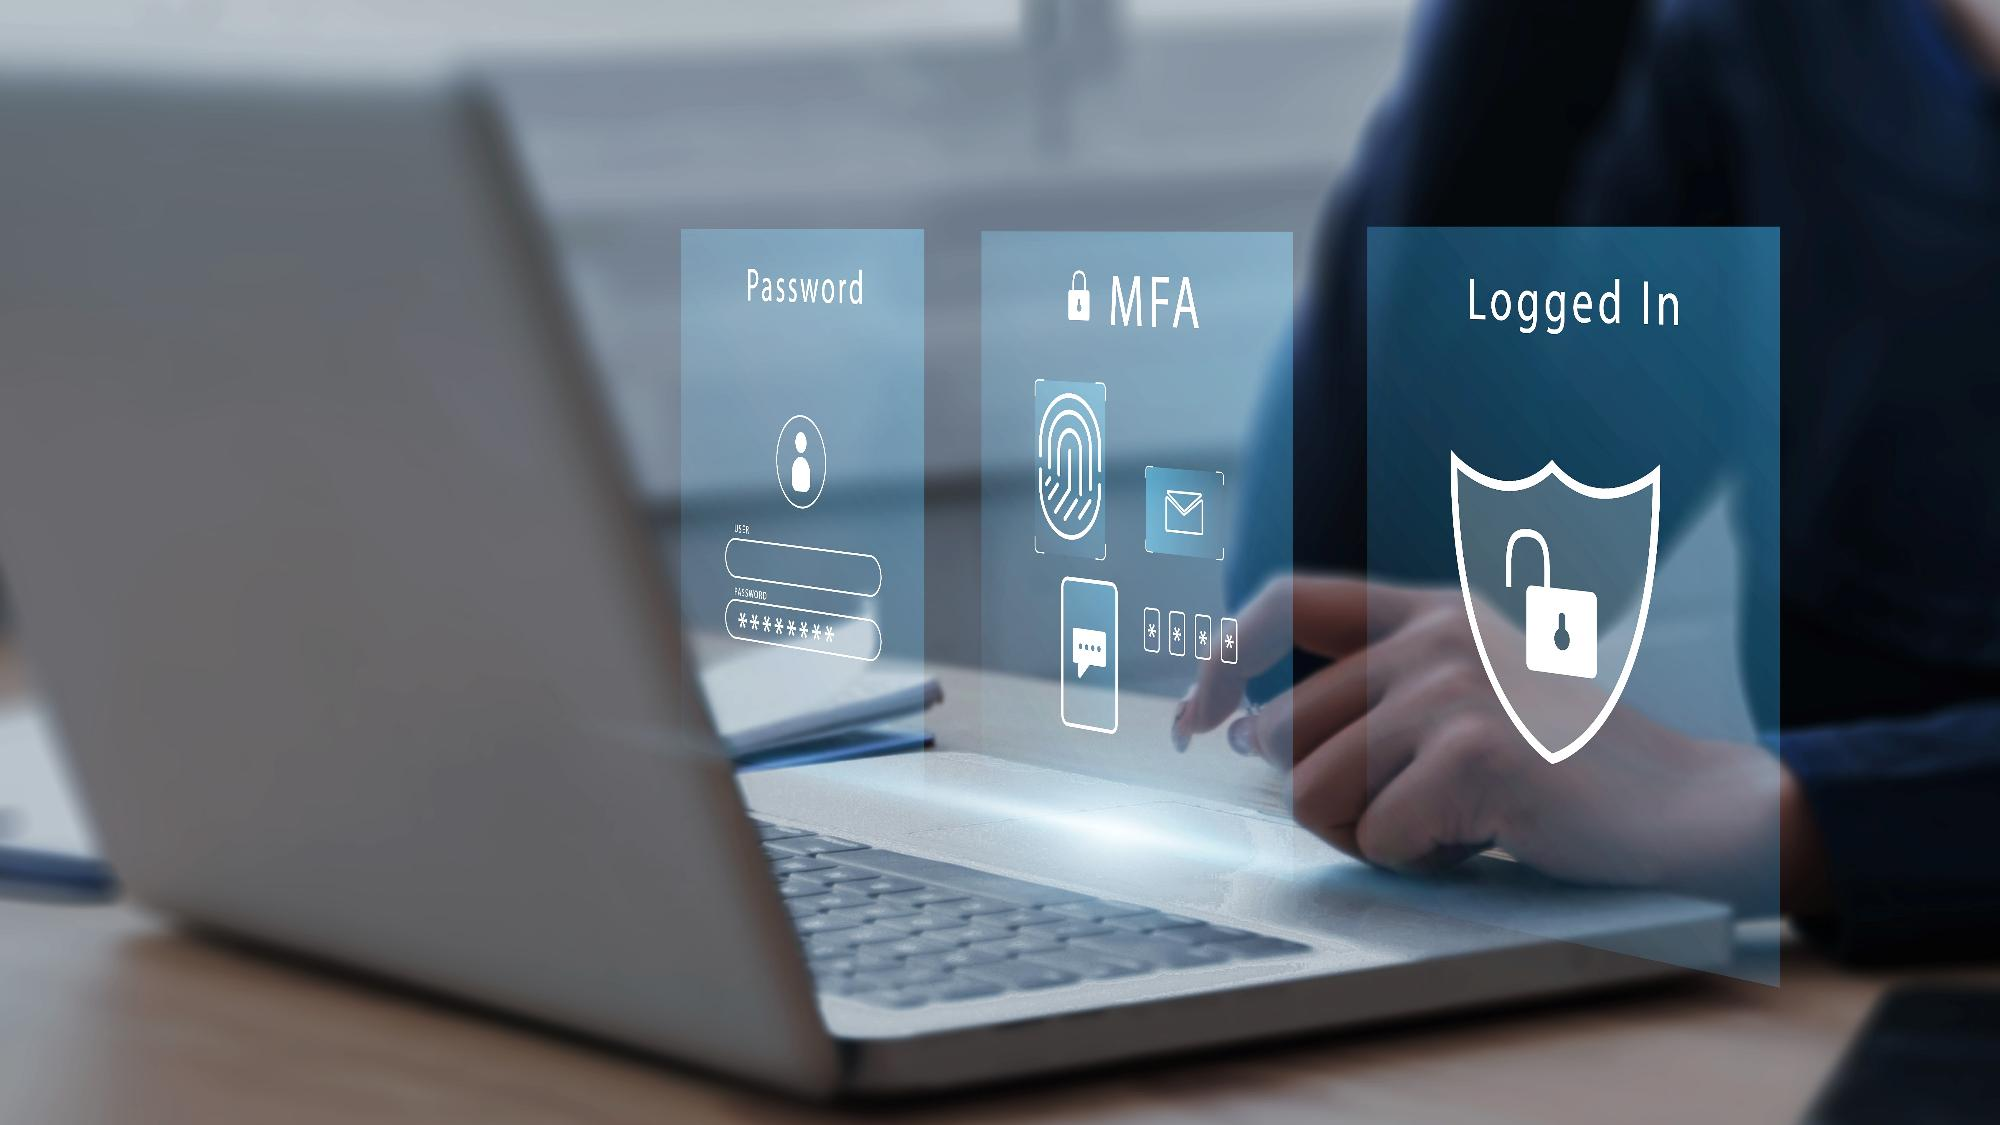 Password
USER
PASSWORD
********
MFA
* * * *
Logged In